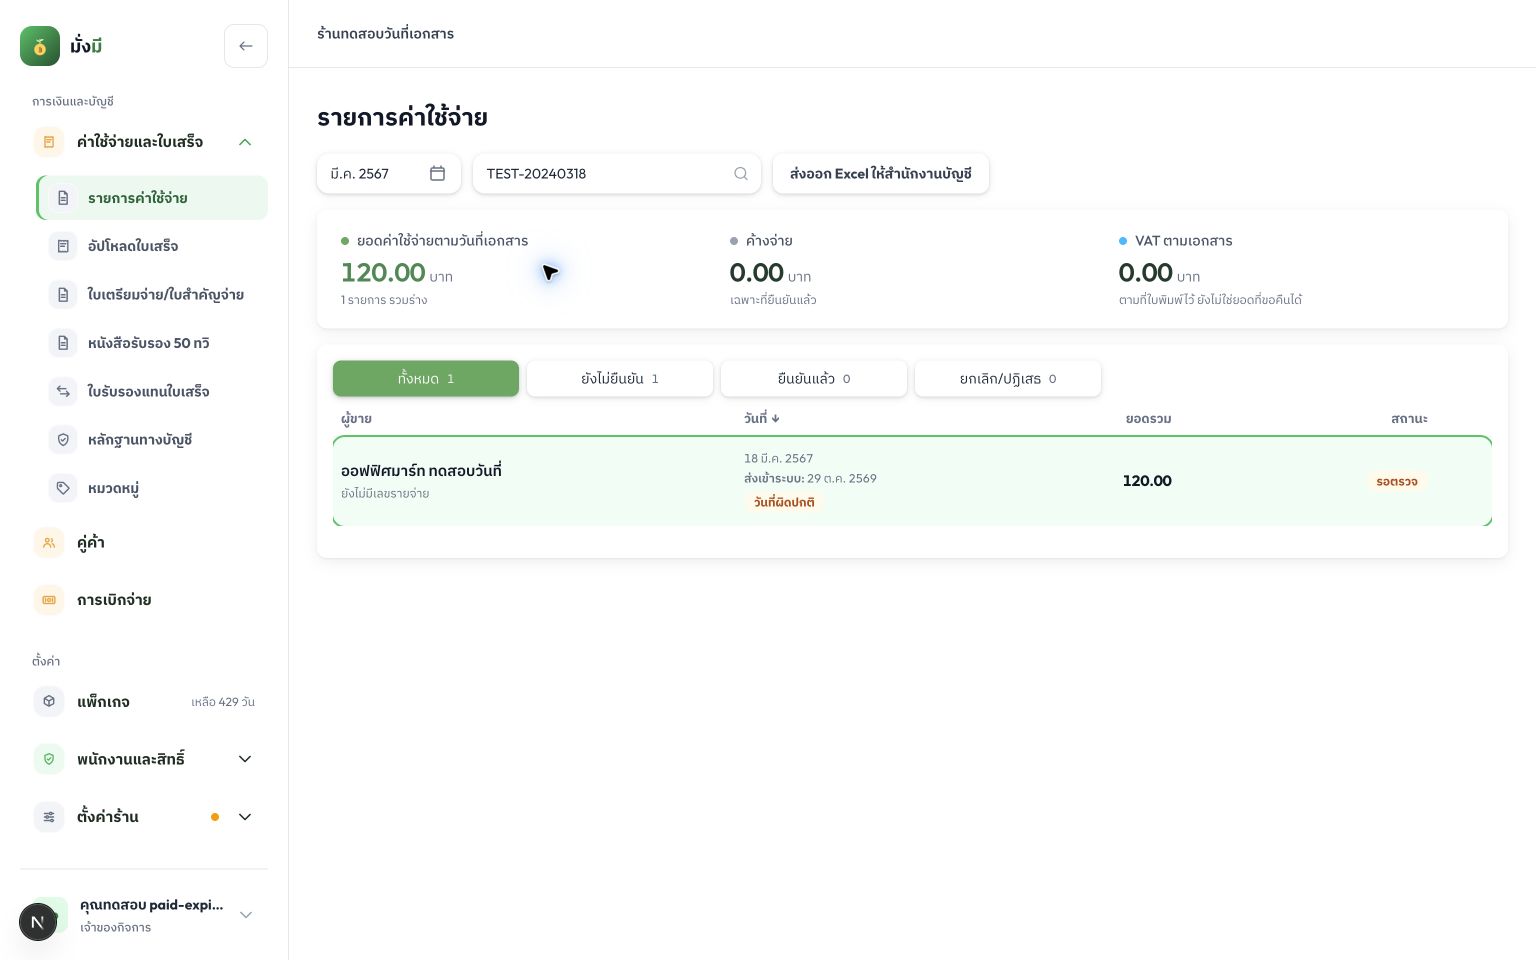 มั่งมี
การเงินและบัญชี
ค่าใช้จ่ายและใบเสร็จ
รายการค่าใช้จ่าย
อัปโหลดใบเสร็จ
ใบเตรียมจ่าย/ใบสำคัญจ่าย
หนังสือรับรอง 50 ทวิ
ใบรับรองแทนใบเสร็จ
หลักฐานทางบัญชี
หมวดหมู่
คู่ค้า
การเบิกจ่าย
ตั้งค่า
แพ็กเกจ เหลือ 429 วัน
พนักงานและสิทธิ์
ตั้งค่าร้าน
คุณทดสอบ paid-expi...
เจ้าของกิจการ
N
ร้านทดสอบวันที่เอกสาร
รายการค่าใช้จ่าย
มี.ค. 2567 TEST-20240318 ส่งออก Excel ให้สำนักงานบัญชี
ยอดค่าใช้จ่ายตามวันที่เอกสาร ค้างจ่าย VAT ตามเอกสาร
120.00 บาท 0.00 บาท 0.00 บาท
1 รายการ รวมร่าง เฉพาะที่ยืนยันแล้ว ตามที่ใบพิมพ์ไว้ ยังไม่ใช่ยอดที่ขอคืนได้
ทั้งหมด 1 ยังไม่ยืนยัน 1 ยืนยันแล้ว 0 ยกเลิก/ปฏิเสธ 0
ผู้ขาย วันที่ ↓ ยอดรวม สถานะ
ออฟฟิศมาร์ท ทดสอบวันที่
ยังไม่มีเลขรายจ่าย
18 มี.ค. 2567
ส่งเข้าระบบ: 29 ต.ค. 2569
วันที่ผิดปกติ
120.00
รอตรวจ